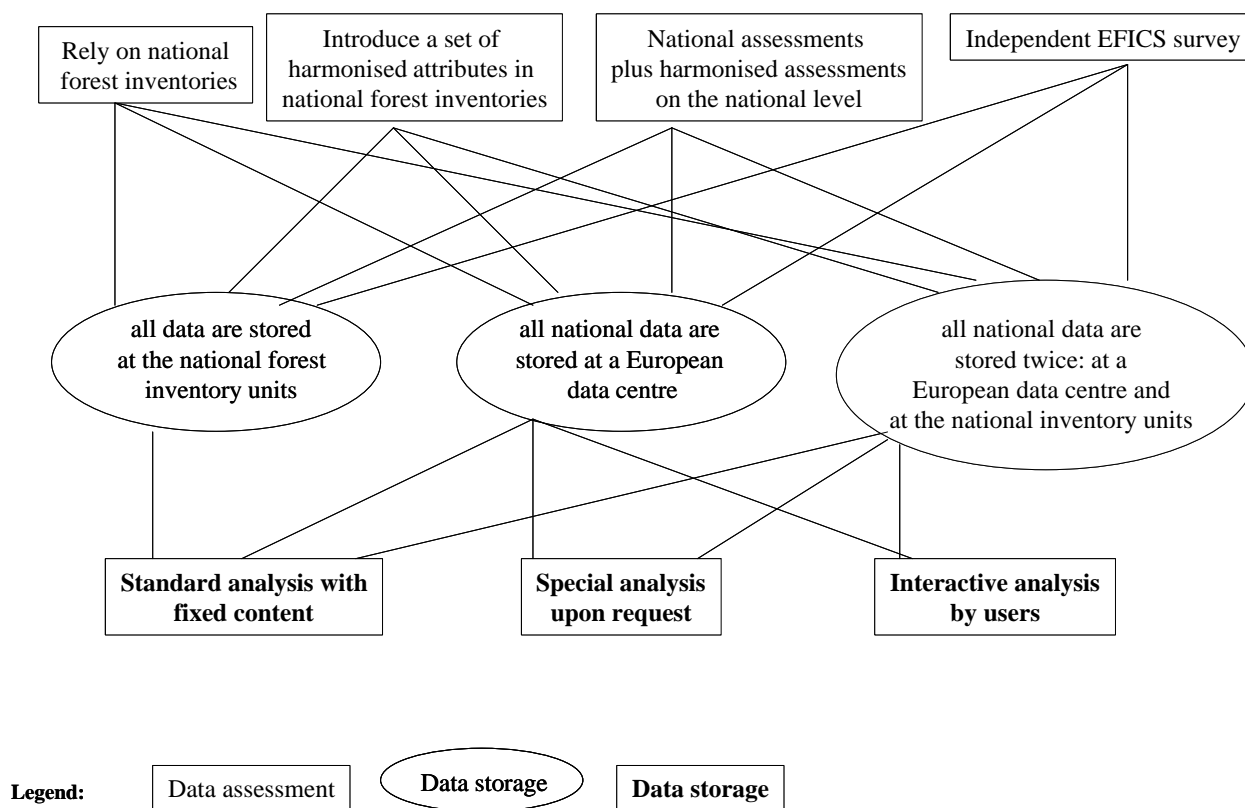 Rely on national
forest inventories
Introduce a set of
harmonised attributes in
national forest inventories
National assessments
plus harmonised assessments
on the national level
Independent EFICS survey
all data are stored
at the national forest
inventory units
all national data are
stored at a European
data centre
all national data are
stored twice: at a
European data centre and
at the national inventory units
Standard analysis with
fixed content
Special analysis
upon request
Interactive analysis
by users
Legend:
Data assessment
Data storage
Data storage